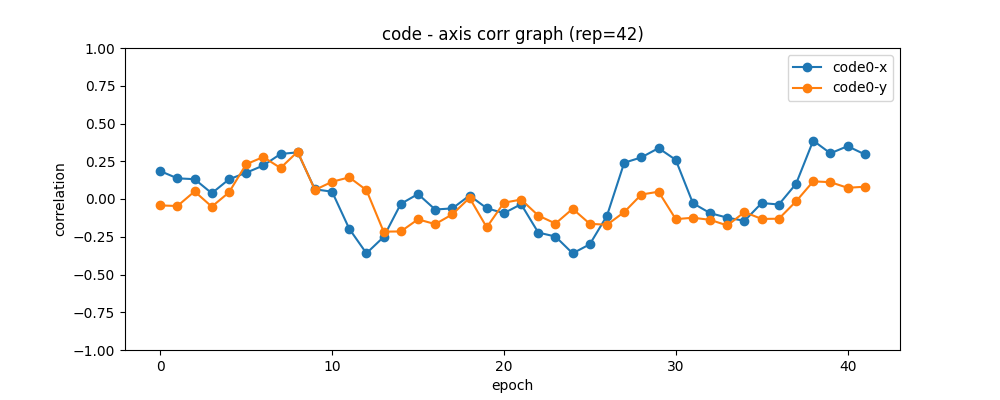 code - axis corr graph (rep=42)
1.00
0.75
0.50
0.25
0.00
−0.25
−0.50
−0.75
−1.00
correlation
code0-x
code0-y
0 10 20 30 40
epoch